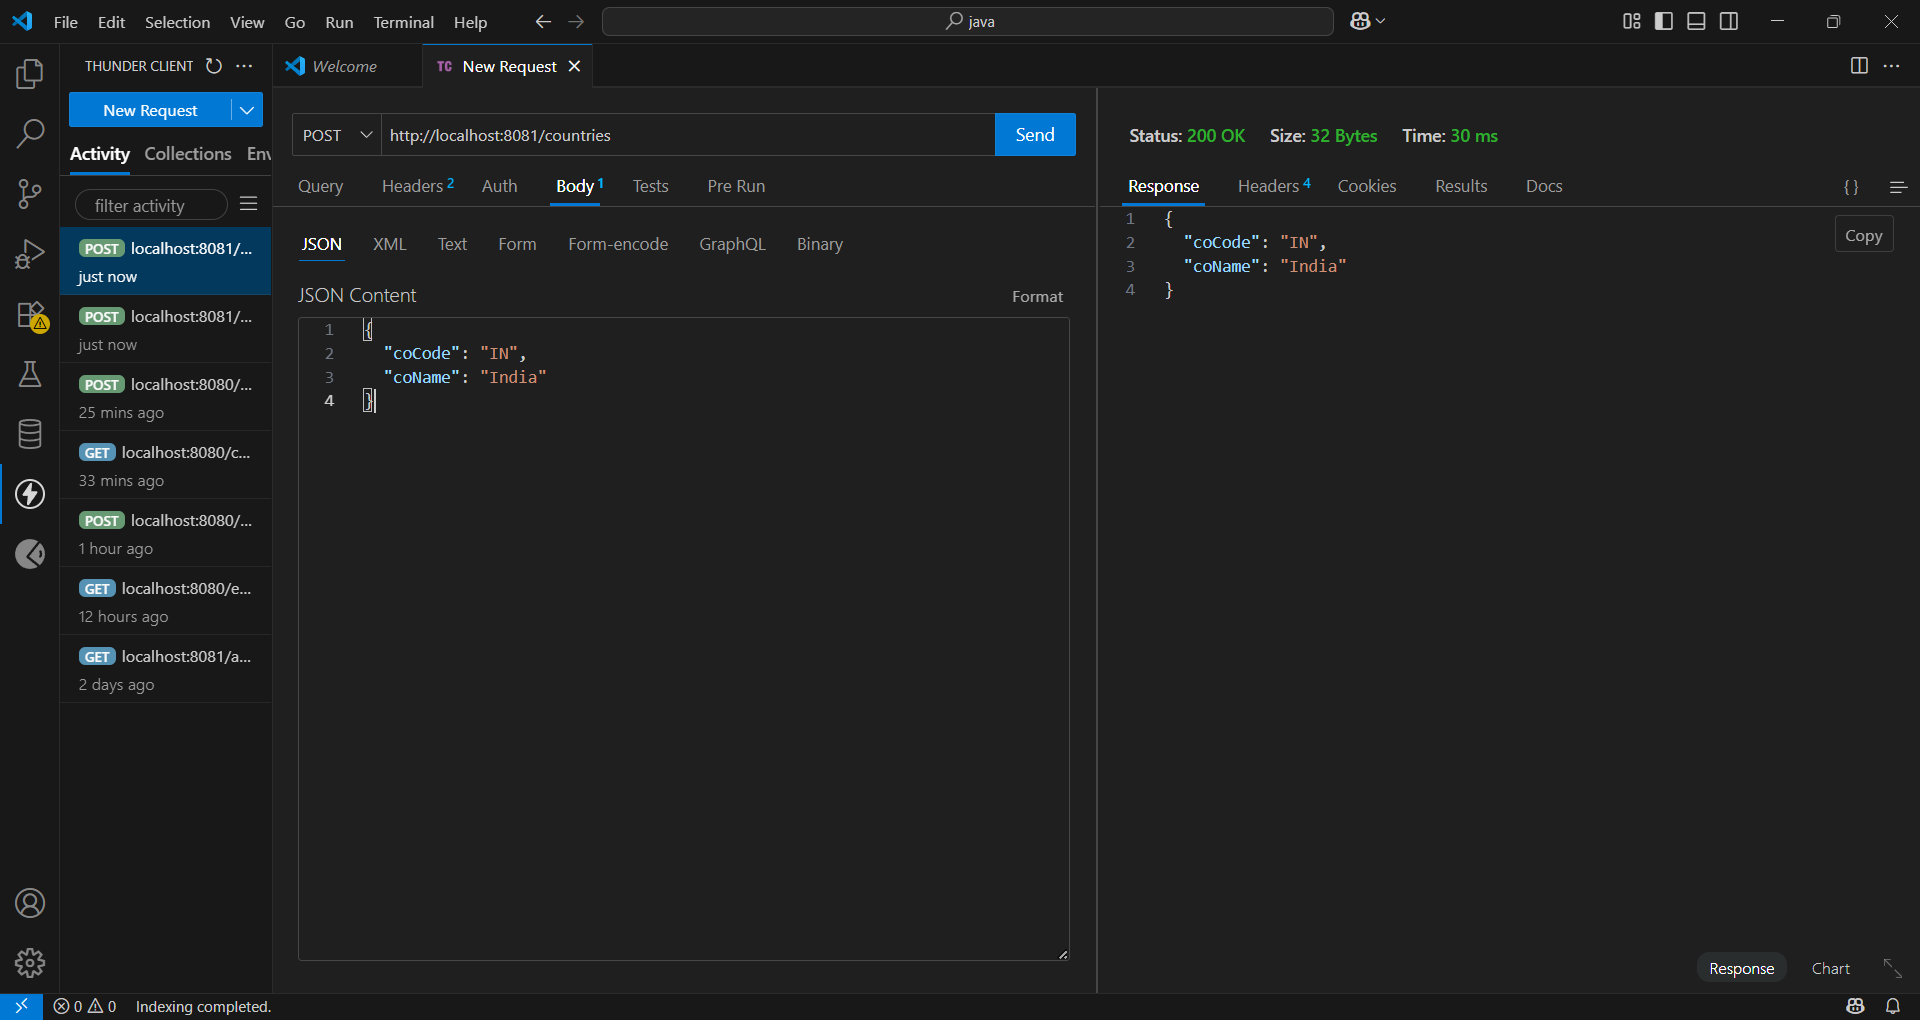 File Edit Selection View Go Run Terminal Help
java
THUNDER CLIENT
Welcome
TC New Request
New Request
POST http://localhost:8081/countries Send
Status: 200 OK Size: 32 Bytes Time: 30 ms
Activity Collections Env
Query Headers 2 Auth Body 1 Tests Pre Run
Response Headers 4 Cookies Results Docs
{ }
filter activity
JSON XML Text Form Form-encode GraphQL Binary
JSON Content
Format
1 {
2 "coCode": "IN",
3 "coName": "India"
4 }
1 {
2 "coCode": "IN",
3 "coName": "India"
4 }
Copy
POST localhost:8081/...
just now
POST localhost:8081/...
just now
POST localhost:8080/...
25 mins ago
GET localhost:8080/c...
33 mins ago
POST localhost:8080/...
1 hour ago
GET localhost:8080/e...
12 hours ago
GET localhost:8081/a...
2 days ago
Response Chart
0 0 Indexing completed.